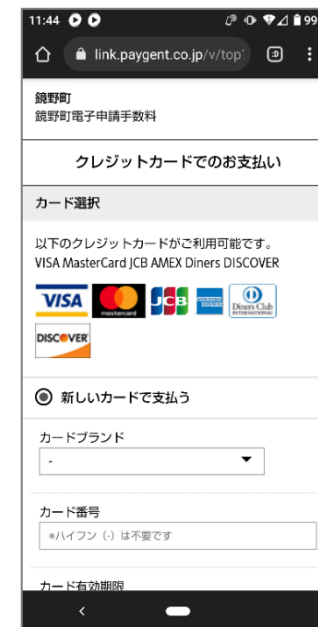 11:44 99
link.paygent.co.jp/v/top
鏡野町
鏡野町電子申請手数料
クレジットカードでのお支払い
カード選択
以下のクレジットカードがご利用可能です。
VISA MasterCard JCB AMEX Diners DISCOVER
VISA mastercard JCB AMERICAN EXPRESS Diners Club INTERNATIONAL
DISCOVER
新しいカードで支払う
カードブランド
-
カード番号
※ハイフン（-）は不要です
カード有効期限